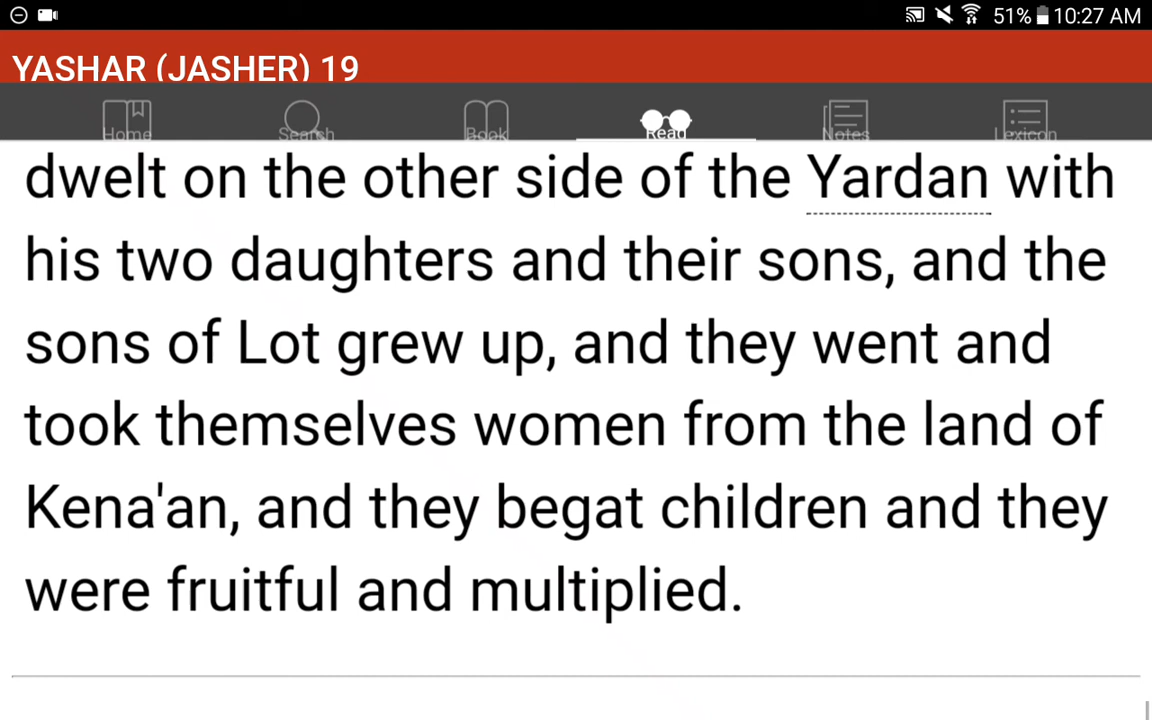 51% 10:27 AM
YASHAR (JASHER) 19
Home Search Book Read Notes Lexicon
dwelt on the other side of the Yardan with
his two daughters and their sons, and the
sons of Lot grew up, and they went and
took themselves women from the land of
Kena'an, and they begat children and they
were fruitful and multiplied.